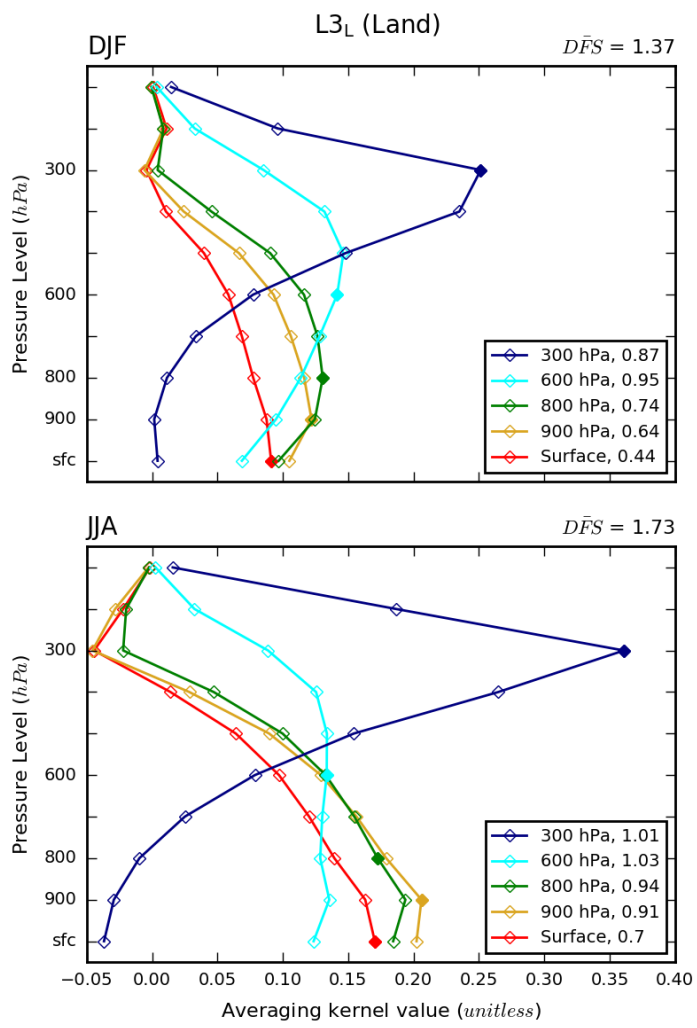 L3L (Land)
DJF
DF̄S = 1.37
Pressure Level (hPa)
300
600
800
900
sfc
300 hPa, 0.87
600 hPa, 0.95
800 hPa, 0.74
900 hPa, 0.64
Surface, 0.44
JJA
DF̄S = 1.73
Pressure Level (hPa)
300
600
800
900
sfc
300 hPa, 1.01
600 hPa, 1.03
800 hPa, 0.94
900 hPa, 0.91
Surface, 0.7
−0.05 0.00 0.05 0.10 0.15 0.20 0.25 0.30 0.35 0.40
Averaging kernel value (unitless)